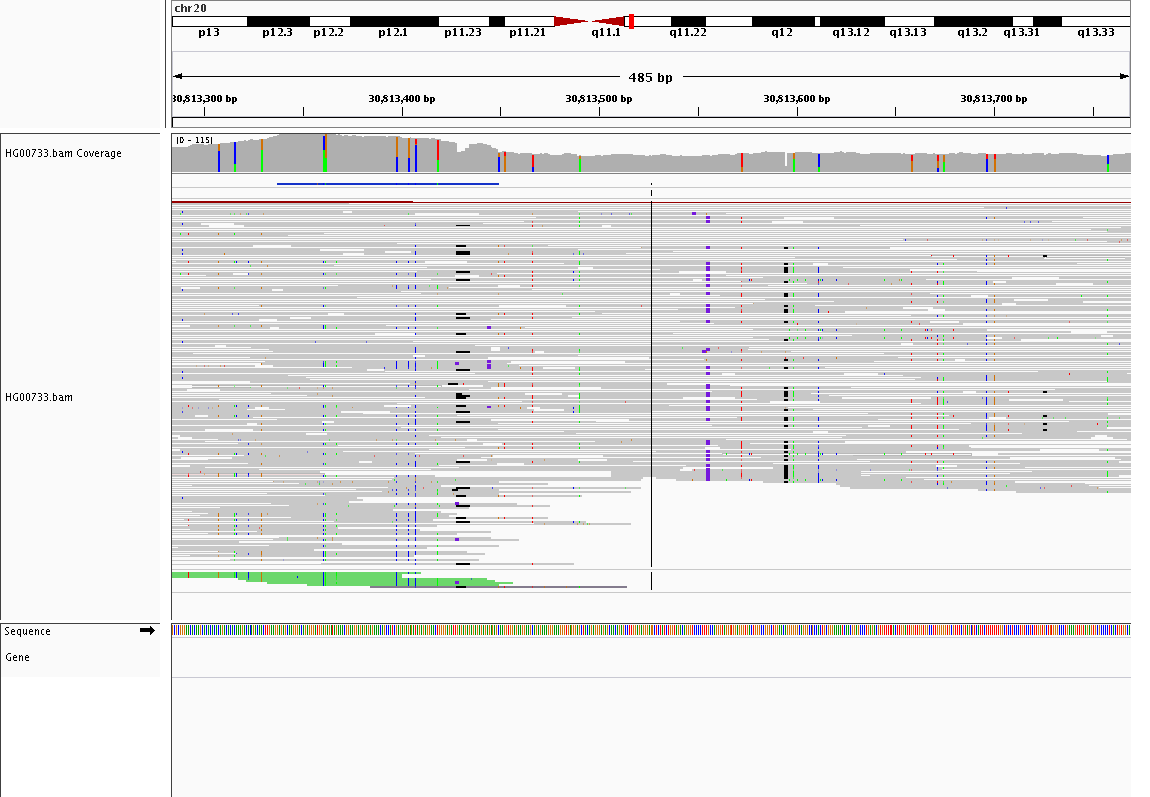 chr20
p13 p12.3 p12.2 p12.1 p11.23 p11.21 q11.1 q11.22 q12 q13.12 q13.13 q13.2 q13.31 q13.33
485 bp
30,813,300 bp 30,813,400 bp 30,813,500 bp 30,813,600 bp 30,813,700 bp
HG00733.bam Coverage
[0 - 115]
HG00733.bam
Sequence
Gene